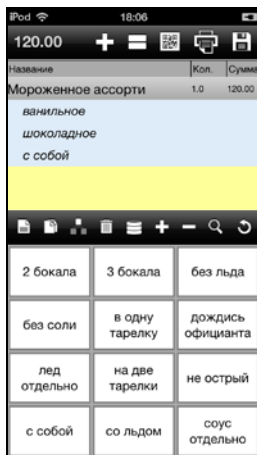 iPod 18:06
120.00
Название Кол. Сумма
Мороженное ассорти 1.0 120.00
ванильное
шоколадное
с собой
2 бокала 3 бокала без льда
без соли в одну тарелку дождись официанта
лед отдельно на две тарелки не острый
с собой со льдом соус отдельно